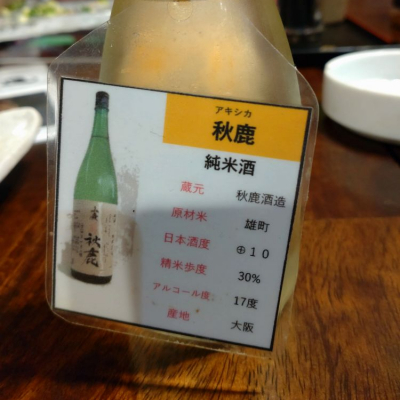 アキシカ
秋鹿
純米酒
蔵元 秋鹿酒造
原材米 雄町
日本酒度 ⊕10
精米歩度 30%
アルコール度 17度
産地 大阪
秋鹿